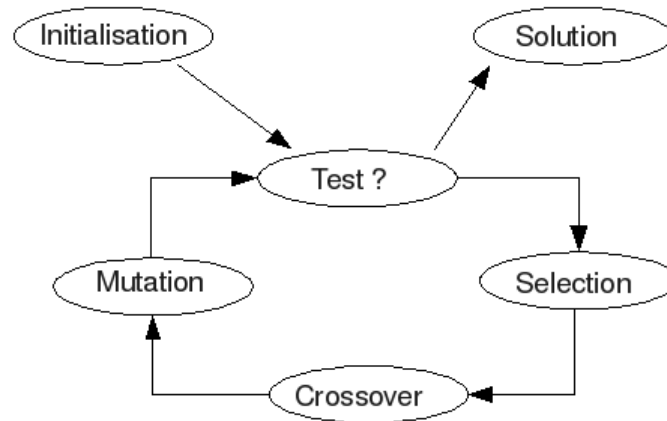 Initialisation
Solution
Test ?
Mutation
Selection
Crossover